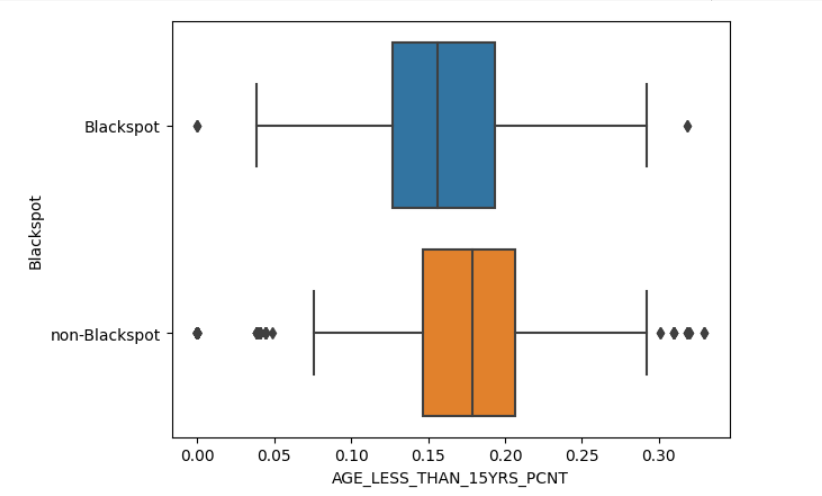 Blackspot
Blackspot
non-Blackspot
0.00 0.05 0.10 0.15 0.20 0.25 0.30
AGE_LESS_THAN_15YRS_PCNT